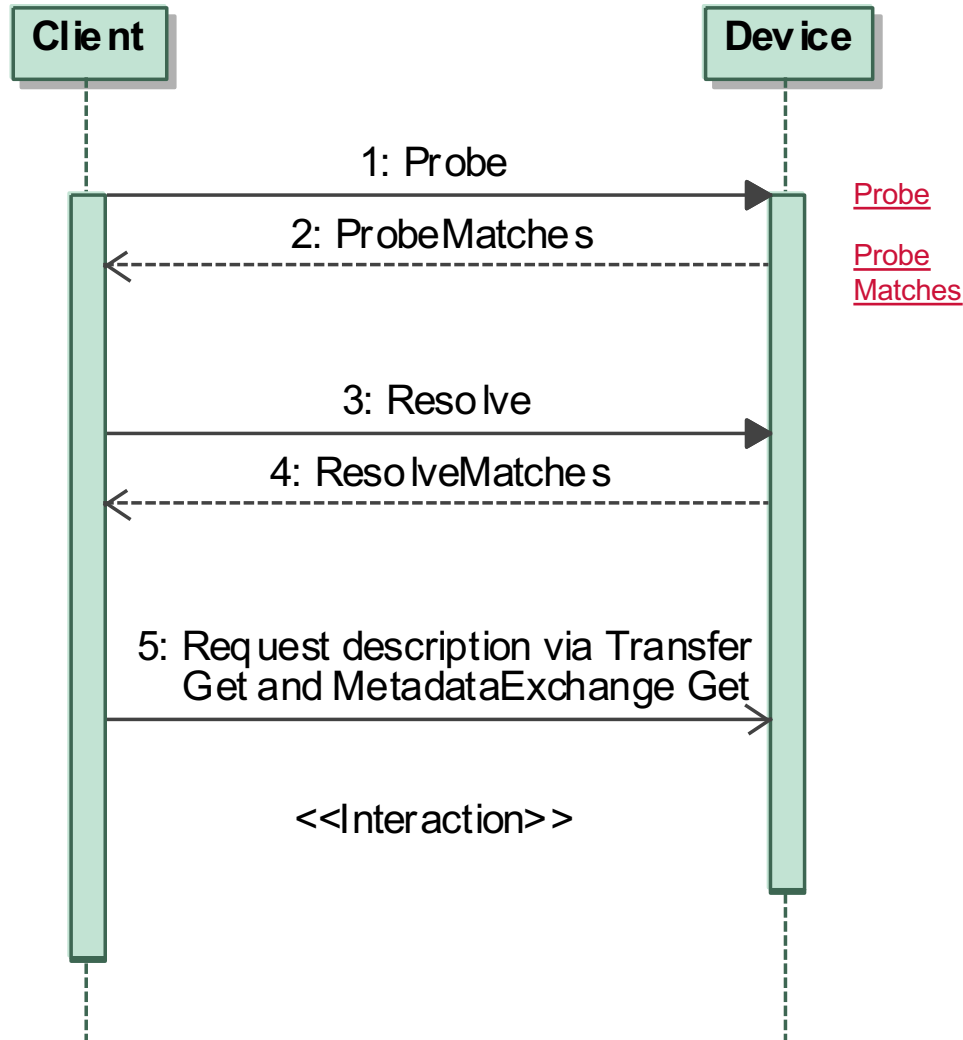 Client
Device
1: Probe
Probe
2: ProbeMatches
Probe
Matches
3: Resolve
4: ResolveMatches
5: Request description via Transfer
Get and MetadataExchange Get
<<Interaction>>